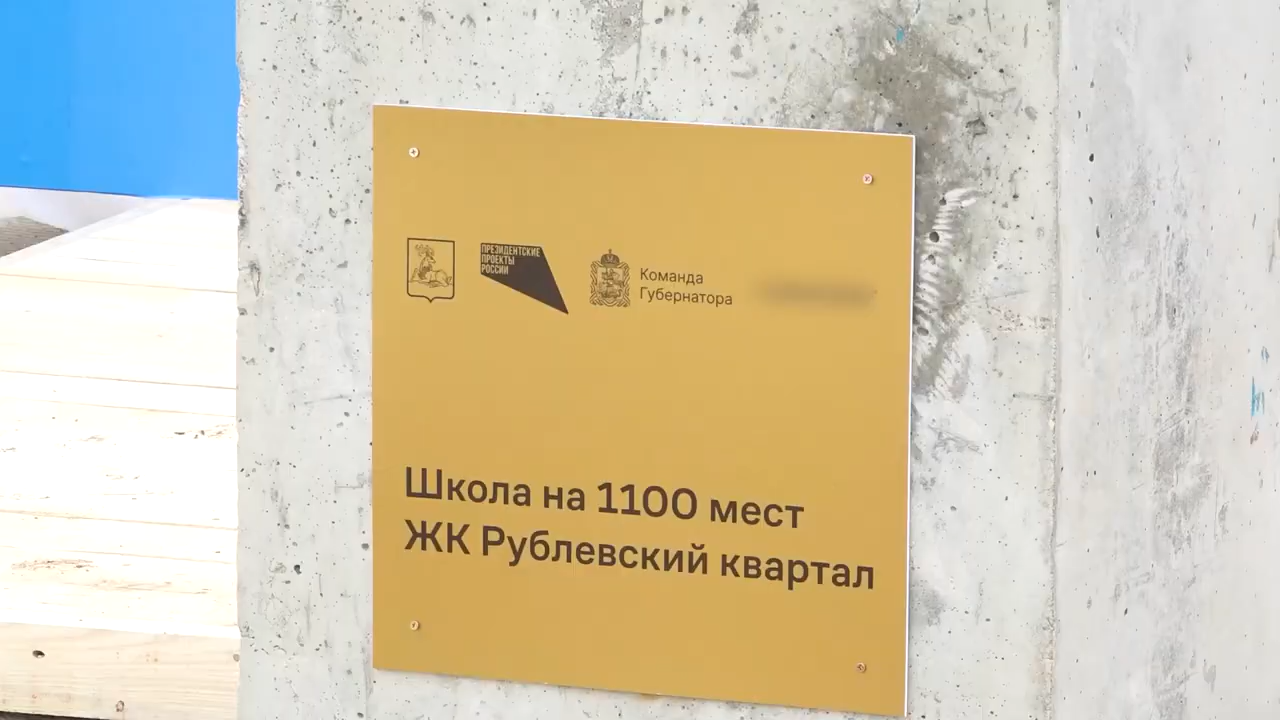 ПРЕЗИДЕНТСКИЕ
ПРОЕКТЫ
РОССИИ
Команда
Губернатора
Школа на 1100 мест
ЖК Рублевский квартал